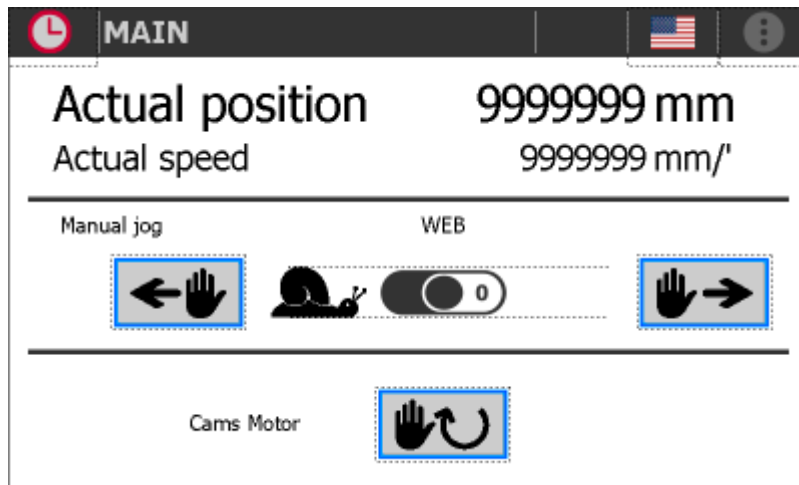 MAIN
Actual position 9999999 mm
Actual speed 9999999 mm/'
Manual jog WEB
0
Cams Motor